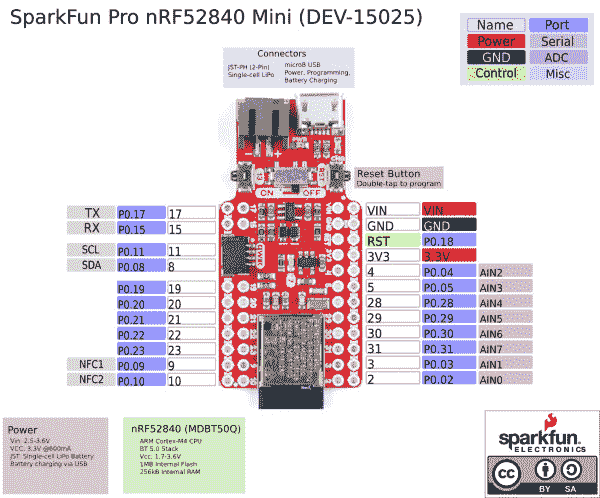 SparkFun Pro nRF52840 Mini (DEV-15025)
Name Port
Power Serial
GND ADC
Control Misc
Connectors
JST-PH (2-Pin)
Single-cell LiPo
microB USB
Power, Programming,
Battery Charging
Reset Button
Double-tap to program
13
RST
ON OFF
PWR
TX P0.17 17
RX P0.15 15
SCL P0.11 11
SDA P0.08 8
P0.19 19
P0.20 20
P0.21 21
P0.22 22
P0.23 23
NFC1 P0.09 9
NFC2 P0.10 10
VIN VIN
GND GND
RST P0.18
3V3 3.3V
4 P0.04 AIN2
5 P0.05 AIN3
28 P0.28 AIN4
29 P0.29 AIN5
30 P0.30 AIN6
31 P0.31 AIN7
3 P0.03 AIN1
2 P0.02 AIN0
Power
Vin: 2.5-3.6V
VCC: 3.3V @600mA
JST: Single-cell LiPo Battery
Battery charging via USB
nRF52840 (MDBT50Q)
ARM Cortex-M4 CPU
BT 5.0 Stack
Vcc: 1.7-3.6V
1MB Internal Flash
256kB Internal RAM
sparkfun
ELECTRONICS
cc
BY SA